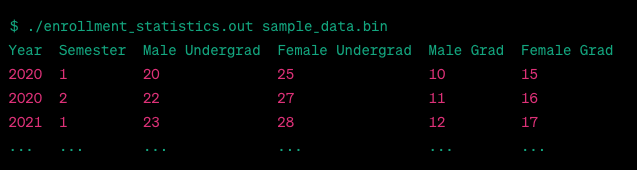 $ ./enrollment_statistics.out sample_data.bin
Year Semester Male Undergrad Female Undergrad Male Grad Female Grad
2020 1 20 25 10 15
2020 2 22 27 11 16
2021 1 23 28 12 17
... ... ... ... ... ...